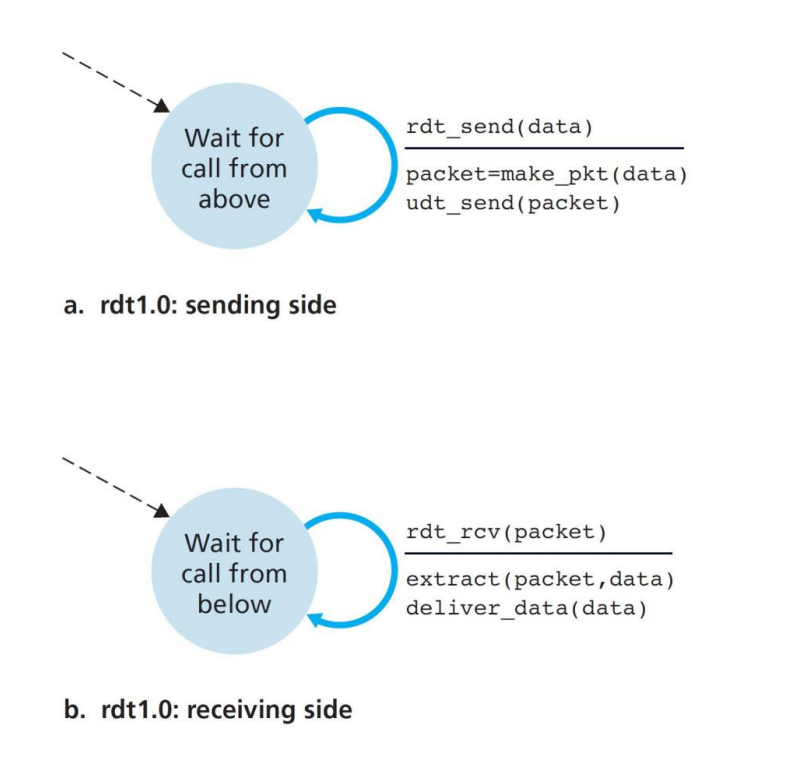 Wait for
call from
above
rdt_send(data)
packet=make_pkt(data)
udt_send(packet)
a. rdt1.0: sending side
Wait for
call from
below
rdt_rcv(packet)
extract(packet,data)
deliver_data(data)
b. rdt1.0: receiving side